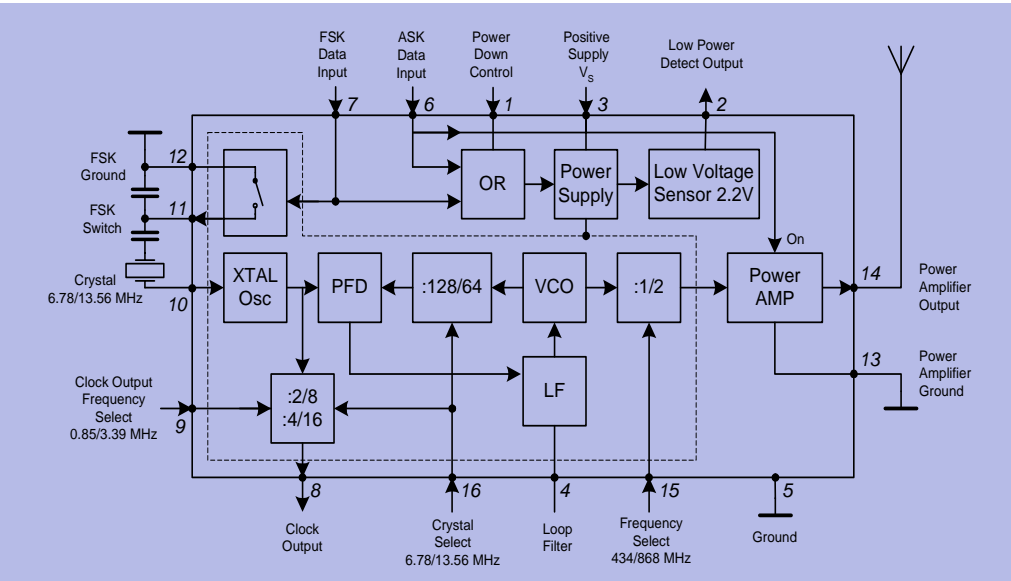 FSK
Data
Input
ASK
Data
Input
Power
Down
Control
Positive
Supply
VS
Low Power
Detect Output
7
6
1
3
2
FSK
Ground
12
OR
Power
Supply
Low Voltage
Sensor 2.2V
FSK
Switch
11
On
Crystal
6.78/13.56 MHz
10
XTAL
Osc
PFD
:128/64
VCO
:1/2
Power
AMP
14
Power
Amplifier
Output
13
Power
Amplifier
Ground
Clock Output
Frequency
Select
0.85/3.39 MHz
9
:2/8
:4/16
LF
8
16
4
15
5
Clock
Output
Crystal
Select
6.78/13.56 MHz
Loop
Filter
Frequency
Select
434/868 MHz
Ground